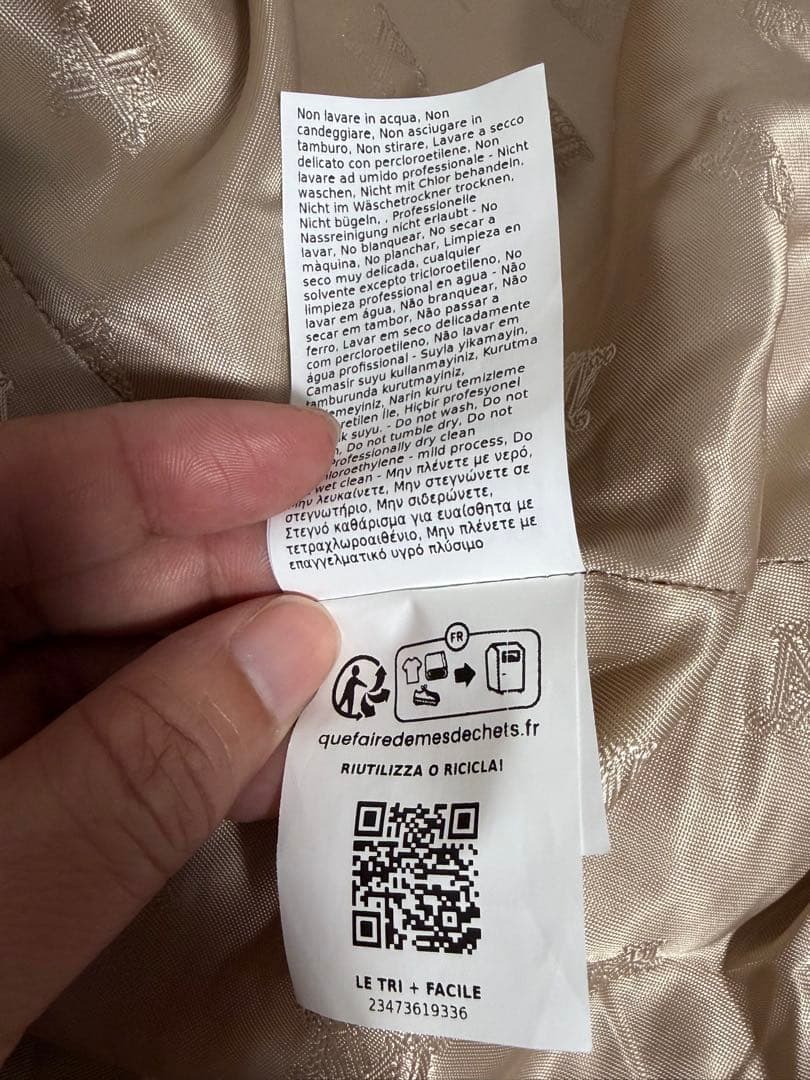 Non lavare in acqua, Non
candeggiare, Non asciugare in
tamburo, Non stirare, Lavare a secco
delicato con percloroetilene, Non
lavare ad umido professionale - Nicht
waschen, Nicht mit Chlor behandeln,
Nicht im Wäschetrockner trocknen,
Nicht bügeln, , Professionelle
Nassreinigung nicht erlaubt - No
lavar, No blanquear, No secar a
màquina, No planchar, Limpieza en
seco muy delicada, cualquier
solvente excepto tricloroetileno, No
limpieza professional en agua - Não
lavar em água, Não branquear, Não
secar em tambor, Não passar a
ferro, Lavar em seco delicadamente
com percloroetileno, Não lavar em
água profissional - Suyla yikamayin,
Camasir suyu kullanmayiniz, Kurutma
tamburunda kurutmayiniz,
emeyiniz, Narin kuru temizleme
retilen İle, Hiçbir profesyonel
k suyu. - Do not wash, Do not
Do not tumble dry, Do not
Professionally dry clean
loroethylene - mild process, Do
wet clean - Μην πλένετε με νερό,
Μην λευκαίνετε, Μην στεγνώνετε σε
στεγνωτήριο, Μην σιδερώνετε,
Στεγνό καθάρισμα για ευαίσθητα με
τετραχλωροαιθένιο, Μην πλένετε με
επαγγελματικό υγρό πλύσιμο
FR
quefairedemesdechets.fr
RIUTILIZZA O RICICLA!
LE TRI + FACILE
23473619336